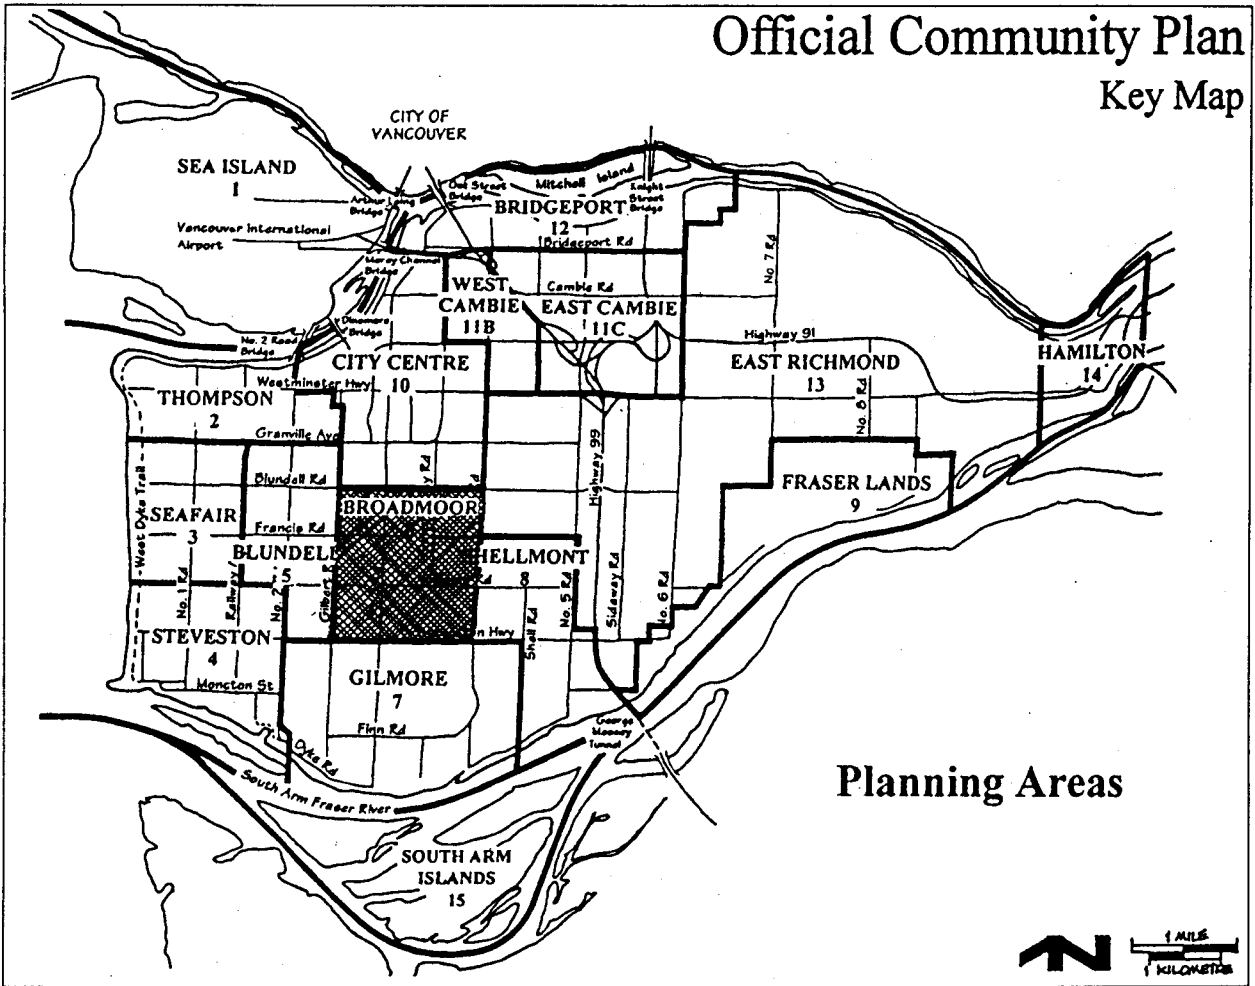 Official Community Plan
Key Map
CITY OF
VANCOUVER
SEA ISLAND
1
Arthur Laing
Bridge
Oak Street
Bridge
Mitchell Island
Knight
Street
Bridge
BRIDGEPORT
12
Vancouver International
Airport
Bridgeport Rd
Moray Channel
Bridge
No. 7 Rd
WEST
CAMBIE
11B
Cambie Rd
EAST CAMBIE
11C
Dinsmore
Bridge
No. 2 Road
Bridge
Highway 91
HAMILTON
14
CITY CENTRE
10
EAST RICHMOND
13
Westminster Hwy
THOMPSON
2
No. 8 Rd
Granville Ave
Highway 99
y Rd
Blundell Rd
FRASER LANDS
9
West Dyke Trail
BROADMOOR
SEAFAIR
3
Francis Rd
BLUNDELL
5
SHELLMONT
8
No. 1 Rd
Railway
No. 2
Gilbert R
Rd
No. 5 Rd
Sidaway Rd
No. 6 Rd
n Hwy
Shell Rd
STEVESTON
4
GILMORE
7
Moncton St
Finn Rd
George
Massey
Tunnel
Dyke Rd
South Arm Fraser River
Planning Areas
SOUTH ARM
ISLANDS
15
N
1 MILE
1 KILOMETRE